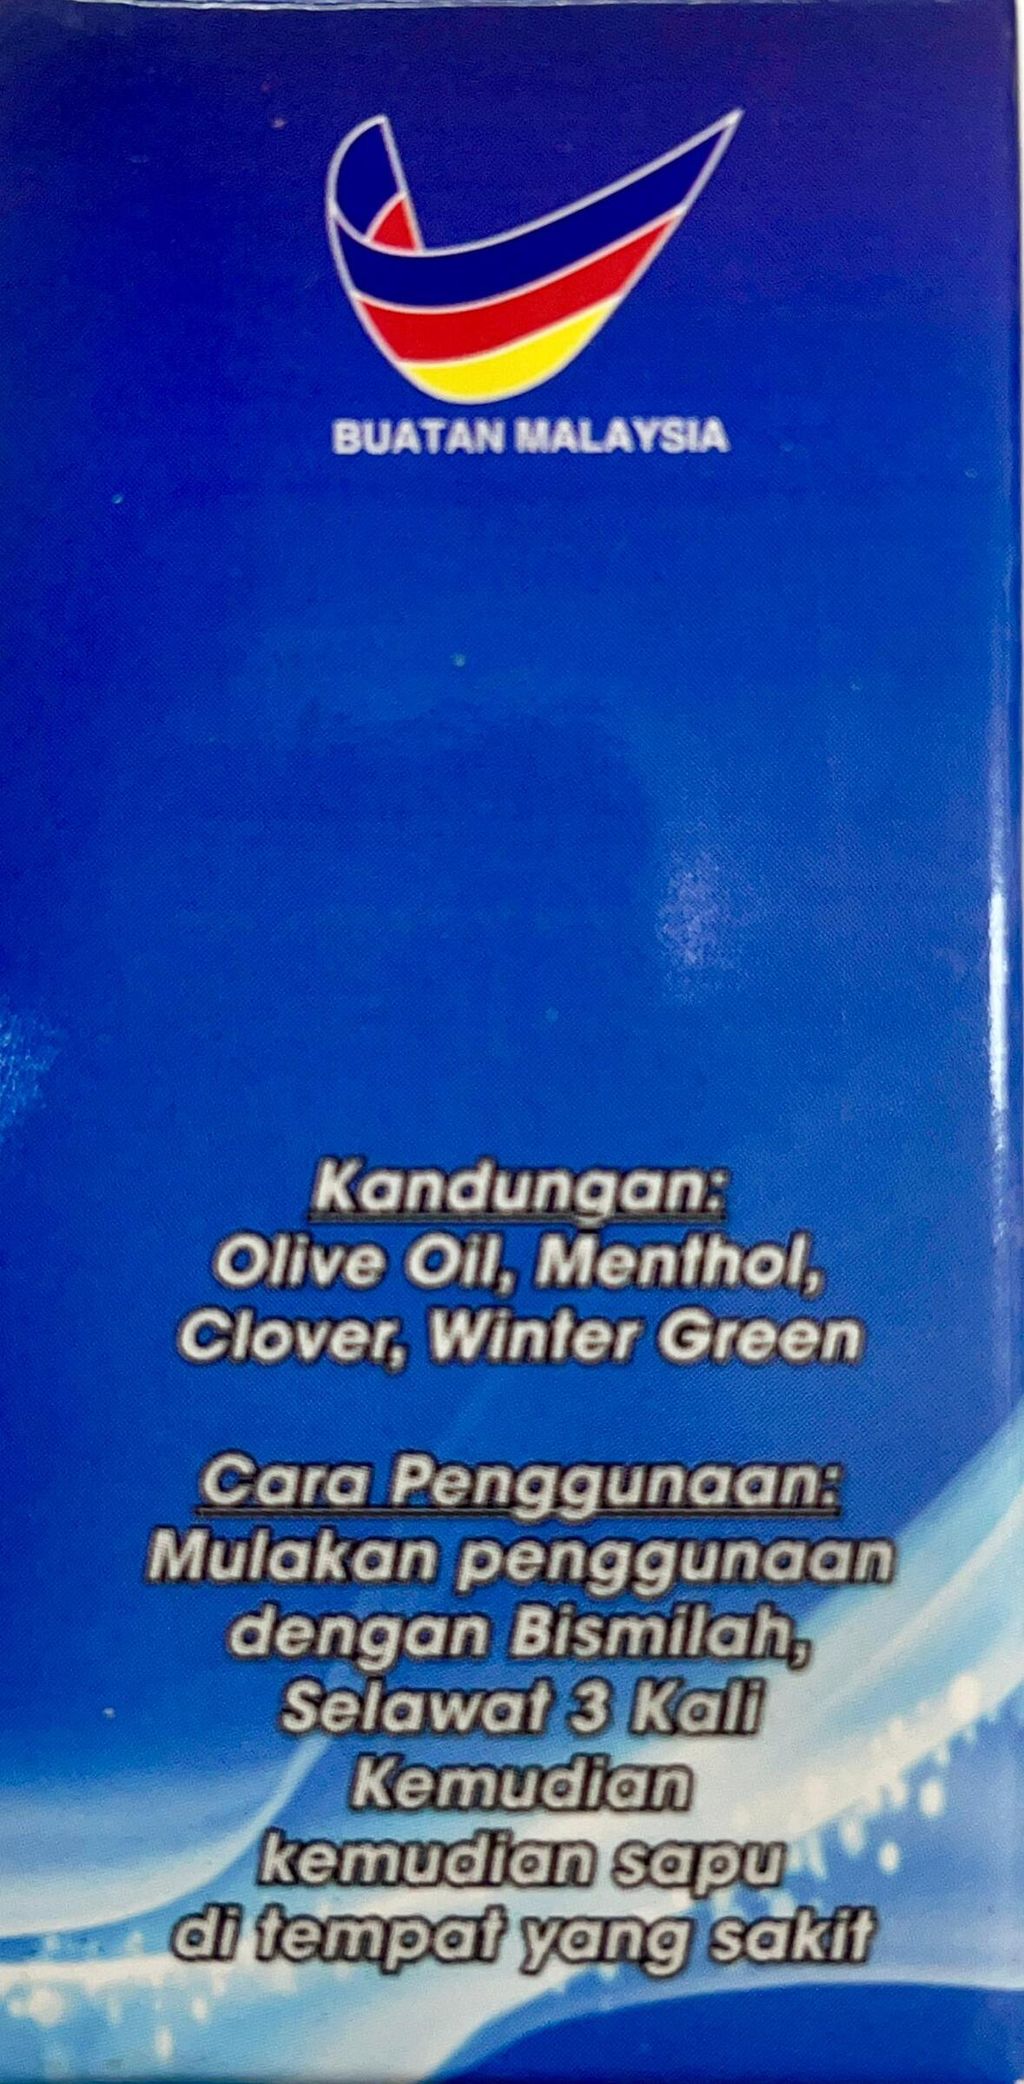 BUATAN MALAYSIA
Kandungan:
Olive Oil, Menthol,
Clover, Winter Green
Cara Penggunaan:
Mulakan penggunaan
dengan Bismilah,
Selawat 3 Kali
Kemudian
kemudian sapu
di tempat yang sakit